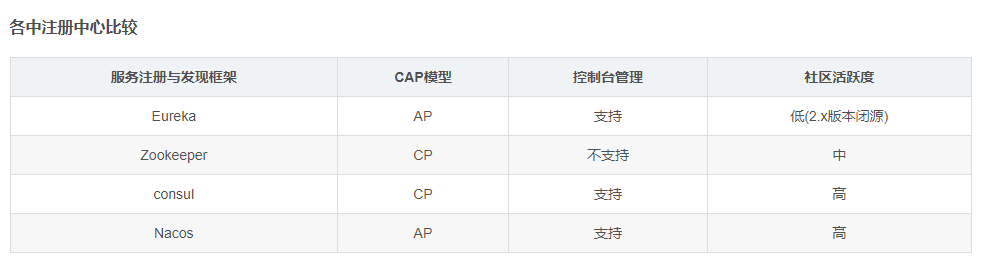 各中注册中心比较
服务注册与发现框架 CAP模型 控制台管理 社区活跃度
Eureka AP 支持 低(2.x版本闭源)
Zookeeper CP 不支持 中
consul CP 支持 高
Nacos AP 支持 高